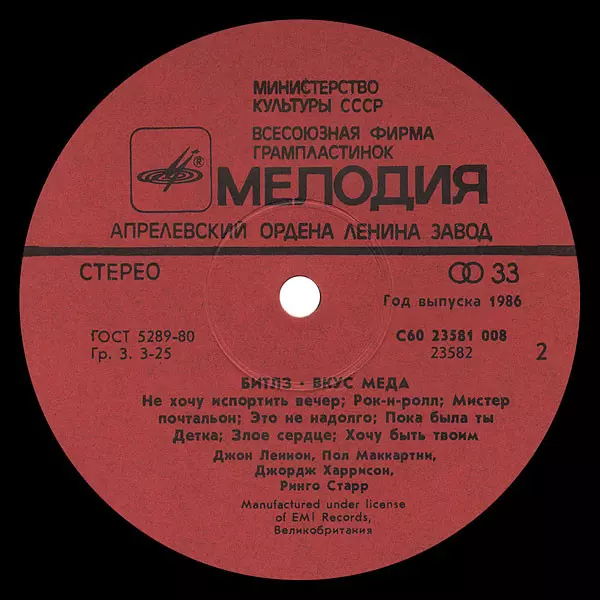 МИНИСТЕРСТВО
КУЛЬТУРЫ СССР
ВСЕСОЮЗНАЯ ФИРМА
ГРАМПЛАСТИНОК
®
МЕЛОДИЯ
АПРЕЛЕВСКИЙ ОРДЕНА ЛЕНИНА ЗАВОД
СТЕРЕО
33
Год выпуска 1986
ГОСТ 5289-80
С60 23581 008
Гр. 3. 3-25
23582
2
БИТЛЗ · ВКУС МЕДА
Не хочу испортить вечер; Рок-н-ролл; Мистер
почтальон; Это не надолго; Пока была ты
Детка; Злое сердце; Хочу быть твоим
Джон Леннон, Пол Маккартни,
Джордж Харрисон,
Ринго Старр
Manufactured under license
of EMI Records,
Великобритания